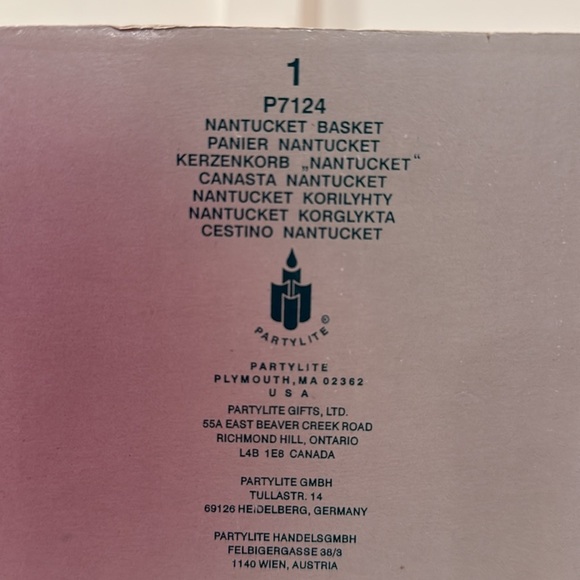 1
P7124
NANTUCKET BASKET
PANIER NANTUCKET
KERZENKORB „NANTUCKET“
CANASTA NANTUCKET
NANTUCKET KORILYHTY
NANTUCKET KORGLYKTA
CESTINO NANTUCKET
PARTYLITE®
PARTYLITE
PLYMOUTH, MA 02362
USA
PARTYLITE GIFTS, LTD.
55A EAST BEAVER CREEK ROAD
RICHMOND HILL, ONTARIO
L4B 1E8 CANADA
PARTYLITE GMBH
TULLASTR. 14
69126 HEIDELBERG, GERMANY
PARTYLITE HANDELSGMBH
FELBIGERGASSE 38/3
1140 WIEN, AUSTRIA